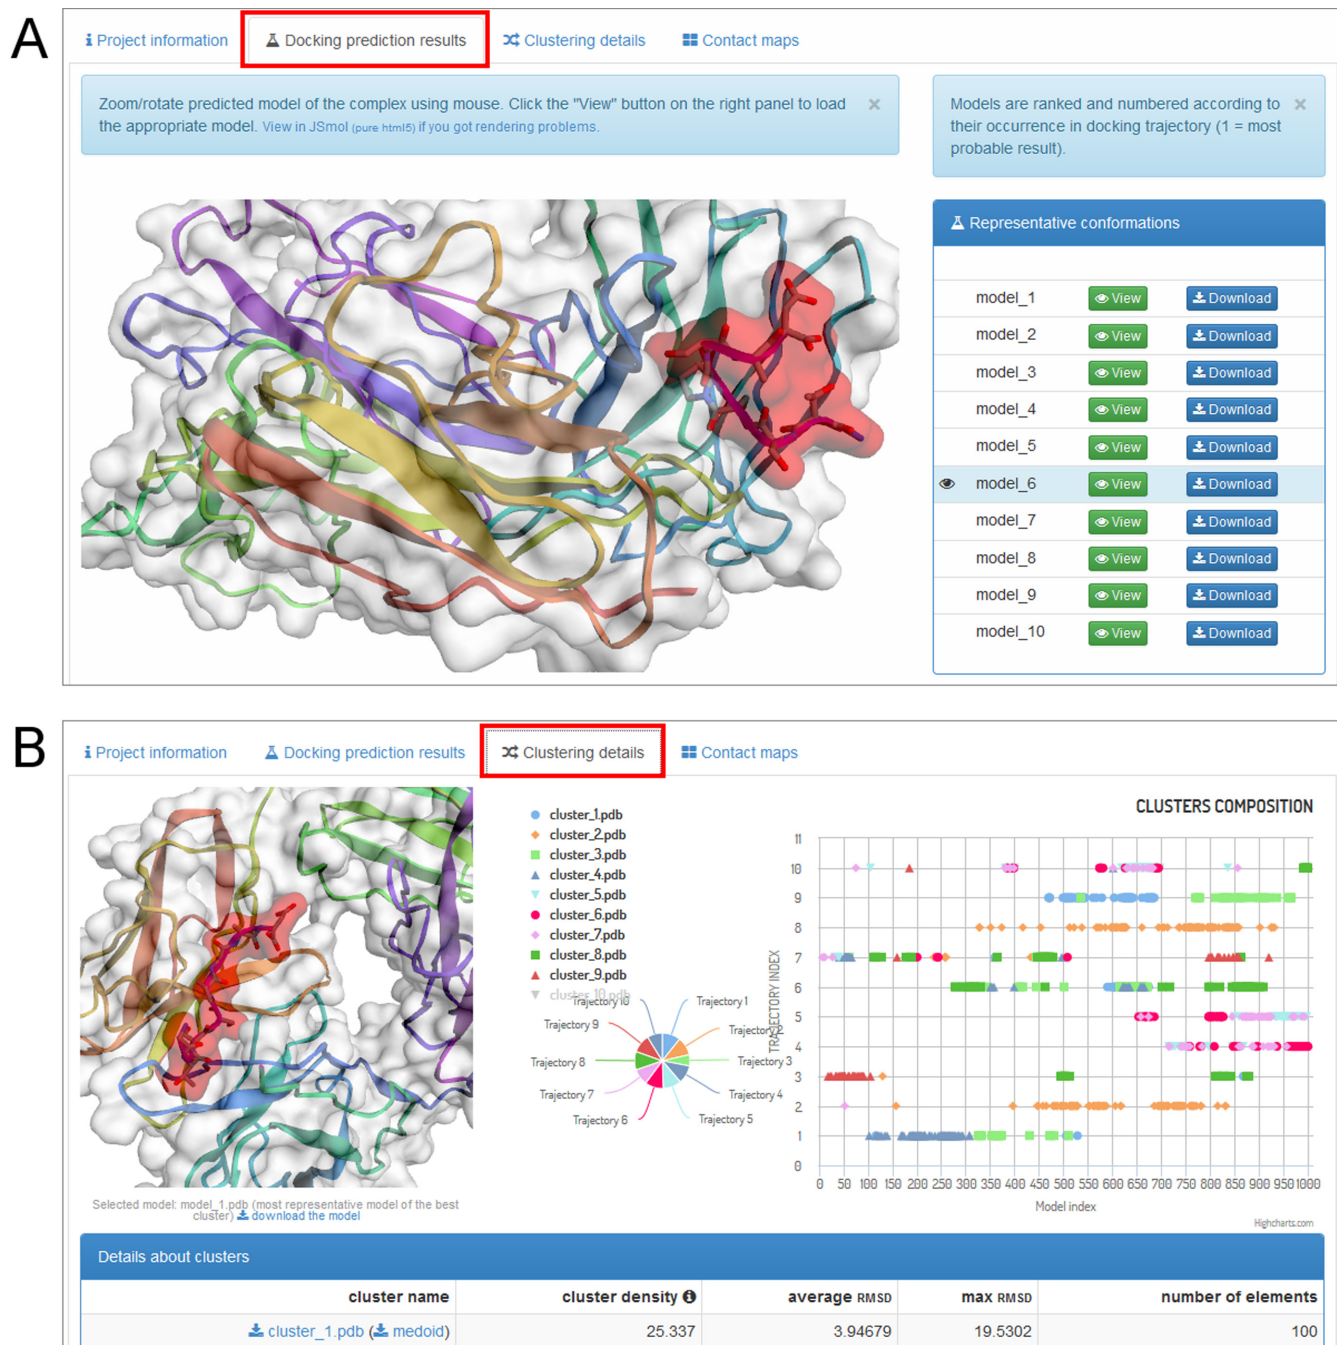 A
Project information
Docking prediction results
Clustering details
Contact maps
Zoom/rotate predicted model of the complex using mouse. Click the "View" button on the right panel to load
the appropriate model. View in JSmol (pure html5) if you got rendering problems.
×
Models are ranked and numbered according to
their occurrence in docking trajectory (1 = most
probable result).
×
Representative conformations
model_1 View Download
model_2 View Download
model_3 View Download
model_4 View Download
model_5 View Download
model_6 View Download
model_7 View Download
model_8 View Download
model_9 View Download
model_10 View Download
B
Project information
Docking prediction results
Clustering details
Contact maps
Selected model: model_1.pdb (most representative model of the best
cluster) download the model
cluster_1.pdb
cluster_2.pdb
cluster_3.pdb
cluster_4.pdb
cluster_5.pdb
cluster_6.pdb
cluster_7.pdb
cluster_8.pdb
cluster_9.pdb
cluster_10.pdb
Trajectory 10
Trajectory 1
Trajectory 9
Trajectory 2
Trajectory 8
Trajectory 3
Trajectory 7
Trajectory 4
Trajectory 6
Trajectory 5
CLUSTERS COMPOSITION
TRAJECTORY INDEX
11
10
9
8
7
6
5
4
3
2
1
0
0 50 100 150 200 250 300 350 400 450 500 550 600 650 700 750 800 850 900 950 1000
Model index
Highcharts.com
Details about clusters
cluster name cluster density average RMSD max RMSD number of elements
cluster_1.pdb (medoid) 25.337 3.94679 19.5302 100